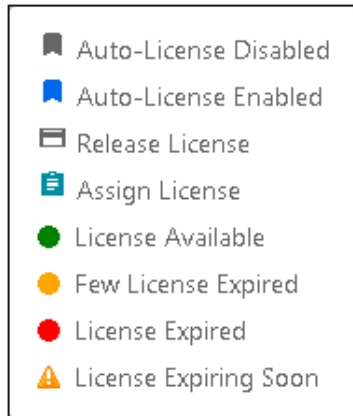 Auto-License Disabled
Auto-License Enabled
Release License
Assign License
License Available
Few License Expired
License Expired
License Expiring Soon